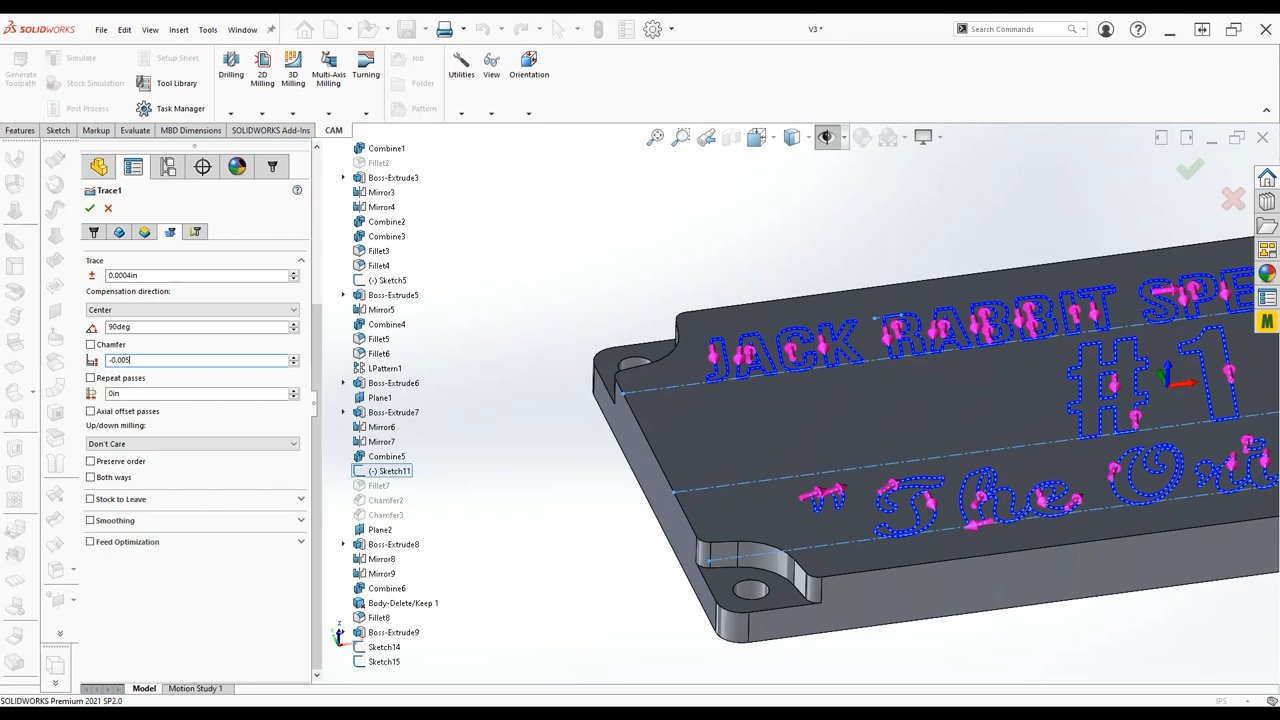 SOLIDWORKS
File
Edit
View
Insert
Tools
Window
V3 *
Search Commands
Generate
Toolpath
Simulate
Stock Simulation
Post Process
Setup Sheet
Tool Library
Task Manager
Drilling
2D
Milling
3D
Milling
Multi-Axis
Milling
Turning
Job
Folder
Pattern
Utilities
View
Orientation
Features
Sketch
Markup
Evaluate
MBD Dimensions
SOLIDWORKS Add-Ins
CAM
Trace1
Trace
0.0004in
Compensation direction:
Center
90deg
Chamfer
-0.005
Repeat passes
0in
Axial offset passes
Up/down milling:
Don't Care
Preserve order
Both ways
Stock to Leave
Smoothing
Feed Optimization
Combine1
Fillet2
Boss-Extrude3
Mirror3
Mirror4
Combine2
Combine3
Fillet3
Fillet4
(-) Sketch5
Boss-Extrude5
Mirror5
Combine4
Fillet5
Fillet6
LPattern1
Boss-Extrude6
Plane1
Boss-Extrude7
Mirror6
Mirror7
Combine5
(-) Sketch11
Fillet7
Chamfer2
Chamfer3
Plane2
Boss-Extrude8
Mirror8
Mirror9
Combine6
Body-Delete/Keep 1
Fillet8
Boss-Extrude9
Sketch14
Sketch15
JACK RABBIT SPE
#1
"The Ori
M
Z
Model
Motion Study 1
SOLIDWORKS Premium 2021 SP2.0
IPS